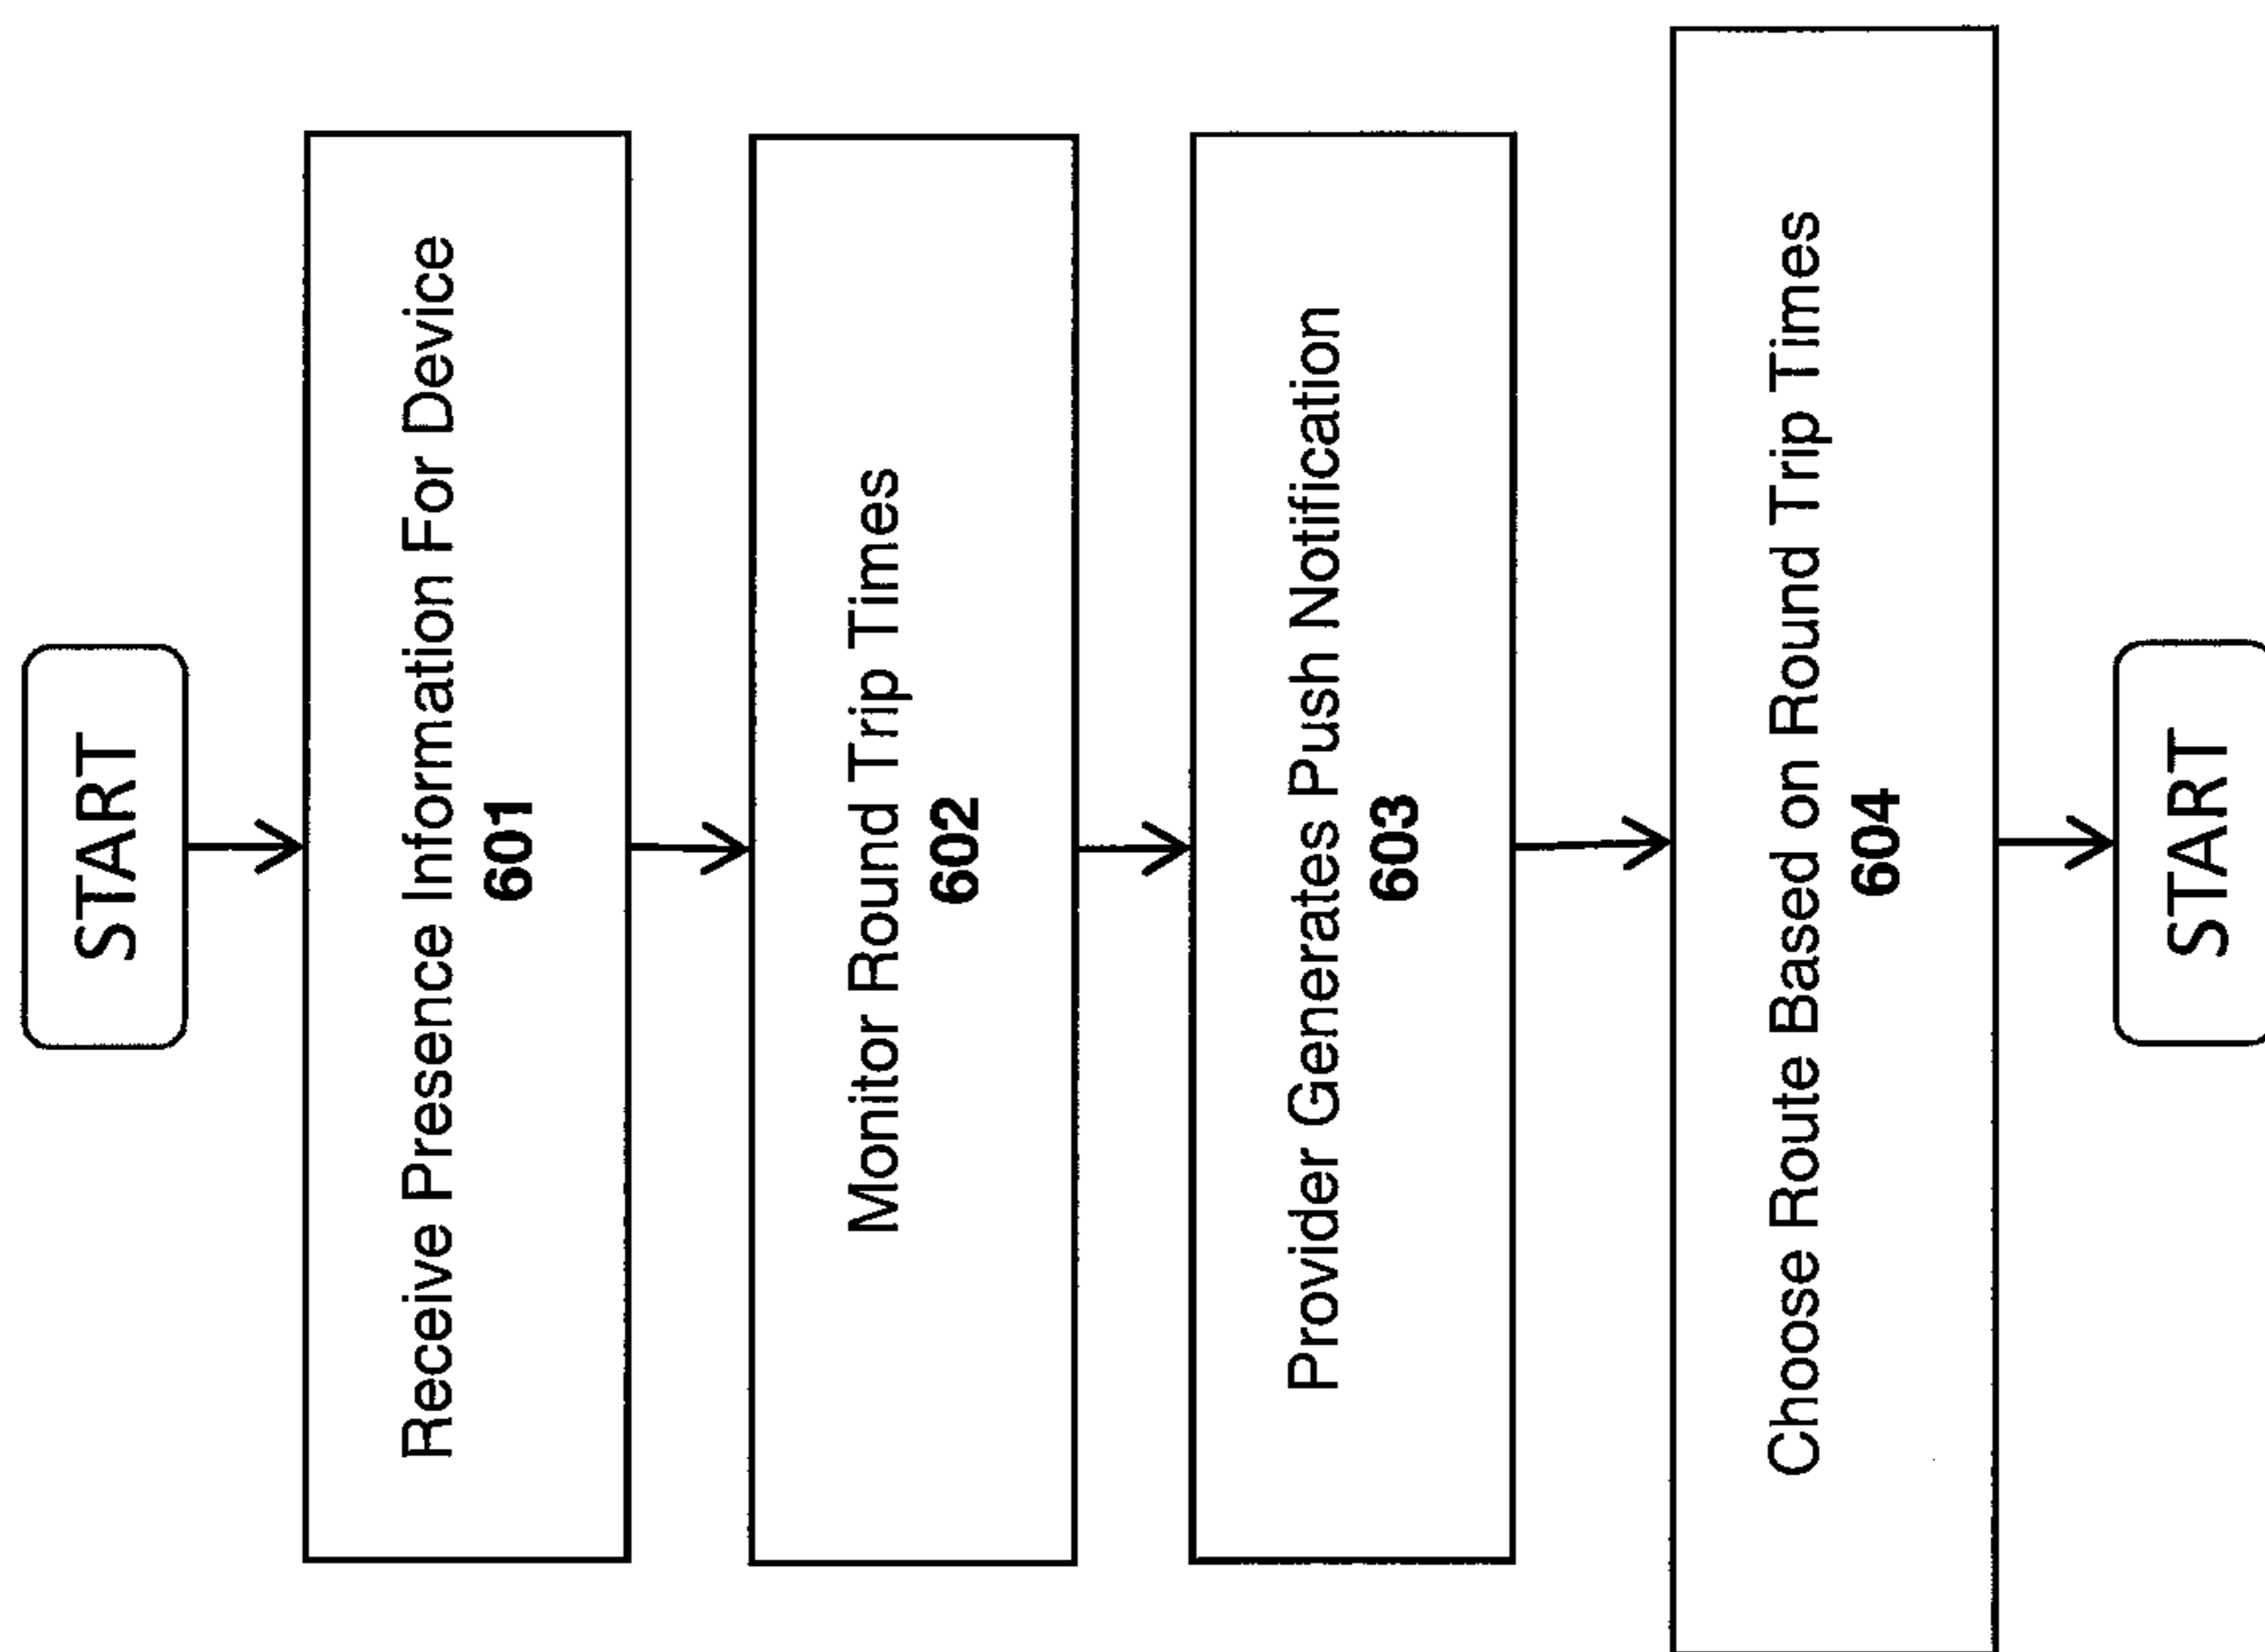 START
Receive Presence Information For Device
601
Monitor Round Trip Times
602
Provider Generates Push Notification
603
Choose Route Based on Round Trip Times
604
START